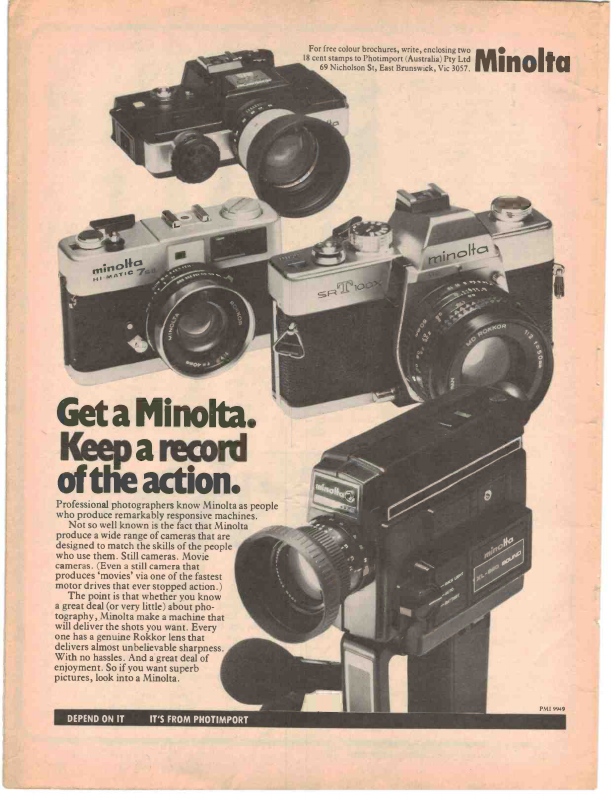 For free colour brochures, write, enclosing two
18 cent stamps to Photimport (Australia) Pty Ltd
69 Nicholson St, East Brunswick, Vic 3057.
Minolta
minolta
HI-MATIC 7s
MINOLTA
ROKKOR
minolta
SRT 100X
MD ROKKOR
1:2 f=50mm
Get a Minolta.
Keep a record
of the action.
Professional photographers know Minolta as people
who produce remarkably responsive machines.
Not so well known is the fact that Minolta
produce a wide range of cameras that are
designed to match the skills of the people
who use them. Still cameras. Movie
cameras. (Even a still camera that
produces 'movies' via one of the fastest
motor drives that ever stopped action.)
The point is that whether you know
a great deal (or very little) about pho-
tography, Minolta make a machine that
will deliver the shots you want. Every
one has a genuine Rokkor lens that
delivers almost unbelievable sharpness.
With no hassles. And a great deal of
enjoyment. So if you want superb
pictures, look into a Minolta.
minolta
minolta
SOUND
PMI 9949
DEPEND ON IT IT'S FROM PHOTIMPORT